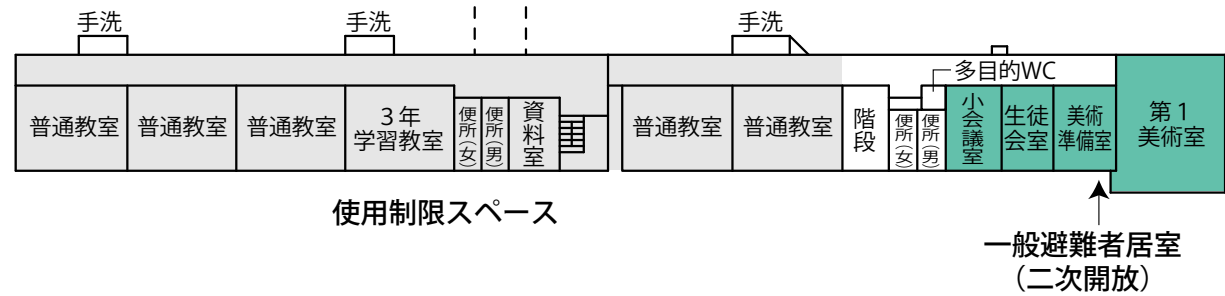 手洗
手洗
手洗
多目的WC
普通教室
普通教室
普通教室
３年
学習教室
便所（女）
便所（男）
資料室
普通教室
普通教室
階段
便所（女）
便所（男）
小会議室
生徒
会室
美術
準備室
第１
美術室
使用制限スペース
一般避難者居室
（二次開放）